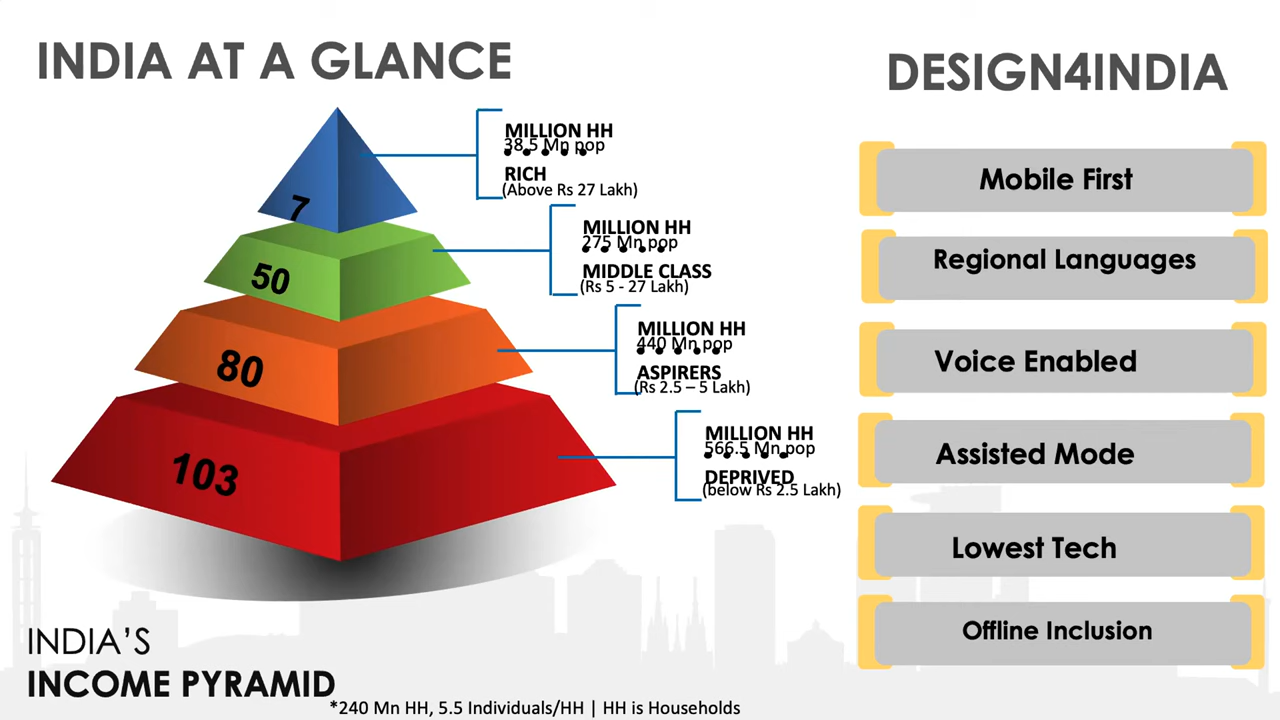 INDIA AT A GLANCE
7
MILLION HH
38.5 Mn pop
RICH
(Above Rs 27 Lakh)
50
MILLION HH
275 Mn pop
MIDDLE CLASS
(Rs 5 - 27 Lakh)
80
MILLION HH
440 Mn pop
ASPIRERS
(Rs 2.5 – 5 Lakh)
103
MILLION HH
566.5 Mn pop
DEPRIVED
(below Rs 2.5 Lakh)
INDIA’S
INCOME PYRAMID
*240 Mn HH, 5.5 Individuals/HH | HH is Households
DESIGN4INDIA
Mobile First
Regional Languages
Voice Enabled
Assisted Mode
Lowest Tech
Offline Inclusion